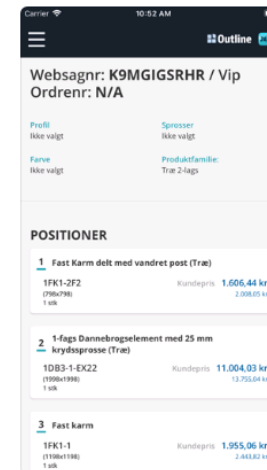 Carrier 10:52 AM
Outline
Websagnr: K9MGIGSRHR / Vip
Ordrenr: N/A
Profil Sprosser
Ikke valgt Ikke valgt
Farve Produktfamilie:
Ikke valgt Træ 2-lags
POSITIONER
1 Fast Karm delt med vandret post (Træ)
1FK1-2F2 Kundepris 1.606,44 kr
(798x798) 2.008,05 kr
1 stk
2 1-fags Dannebrogselement med 25 mm
krydssprosse (Træ)
1DB3-1-EX22 Kundepris 11.004,03 kr
(1998x1998) 13.755,04 kr
1 stk
3 Fast karm
1FK1-1 Kundepris 1.955,06 kr
(1198x1198) 2.443,82 kr
1 stk